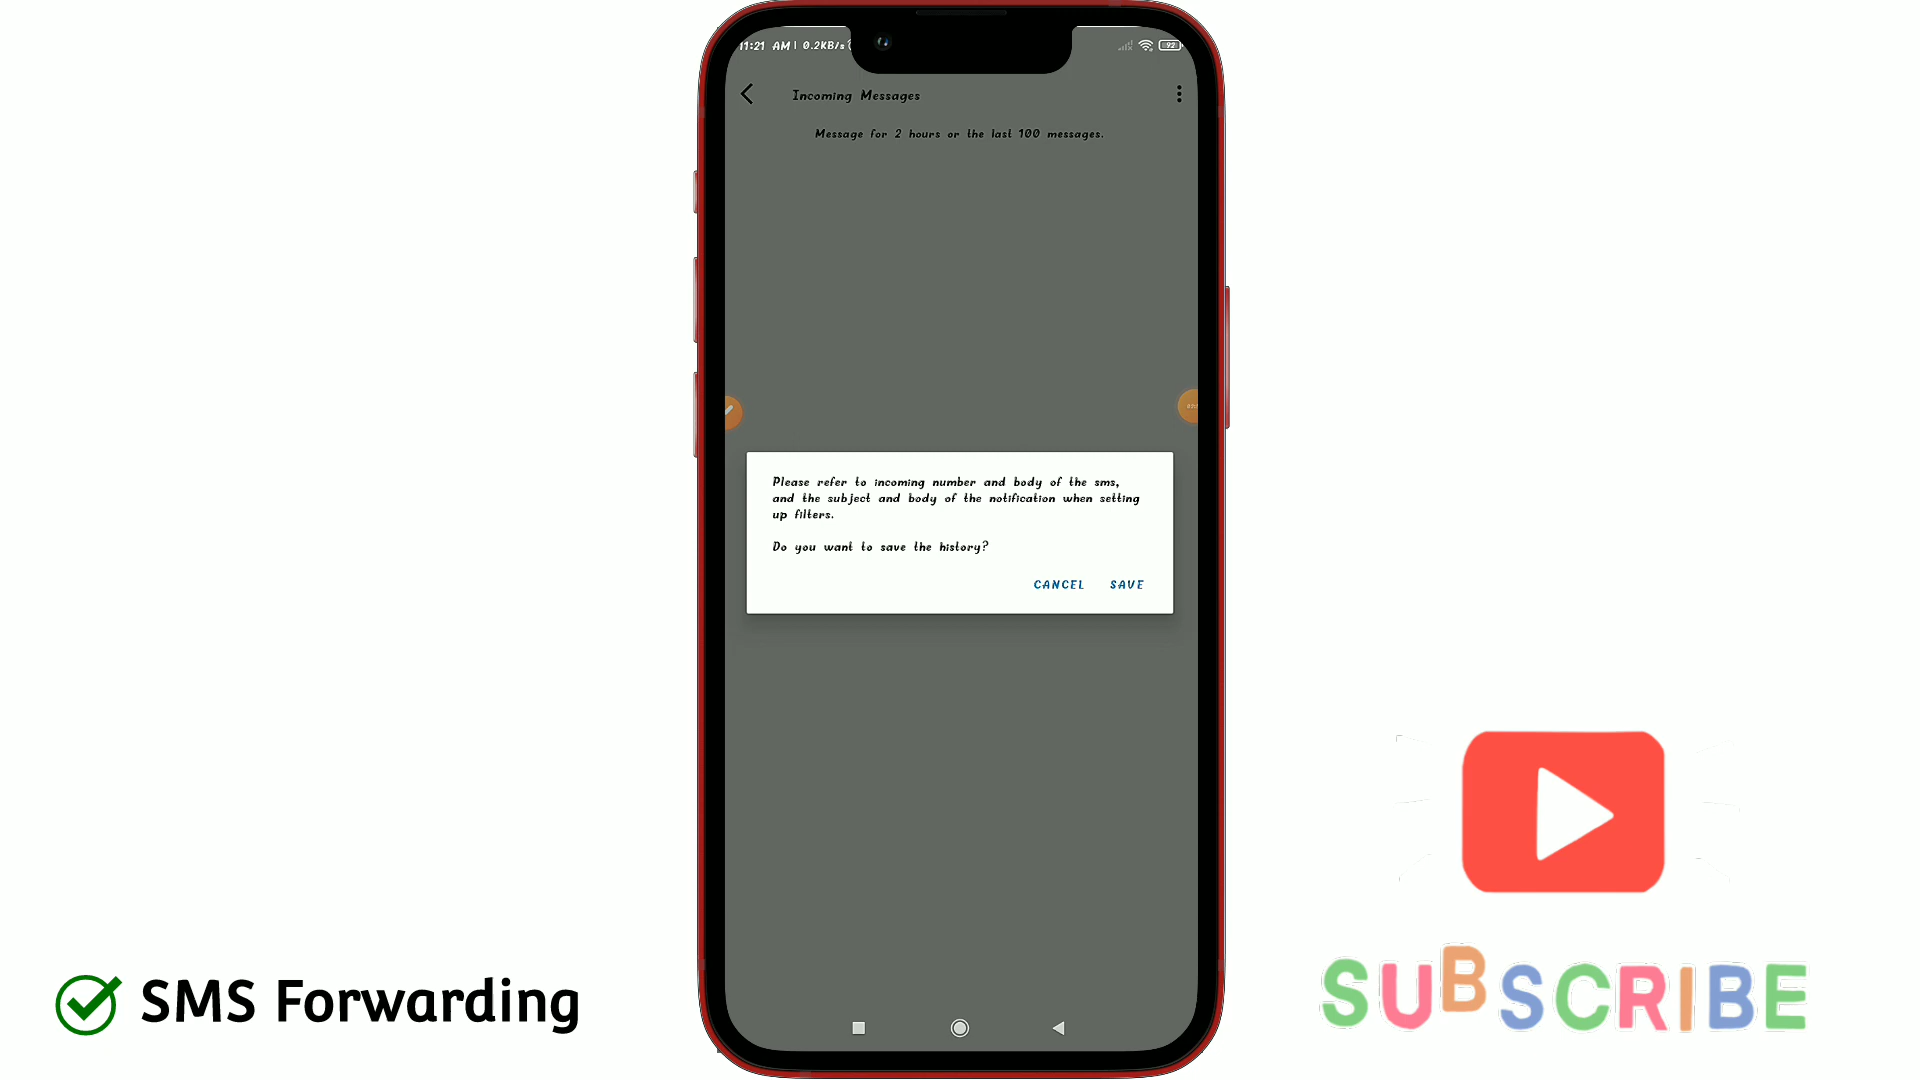 11:21 AM | 0.2KB/s
92
Incoming Messages
Message for 2 hours or the last 100 messages.
Please refer to incoming number and body of the sms,
and the subject and body of the notification when setting
up filters.
Do you want to save the history?
CANCEL SAVE
SMS Forwarding
SUBSCRIBE